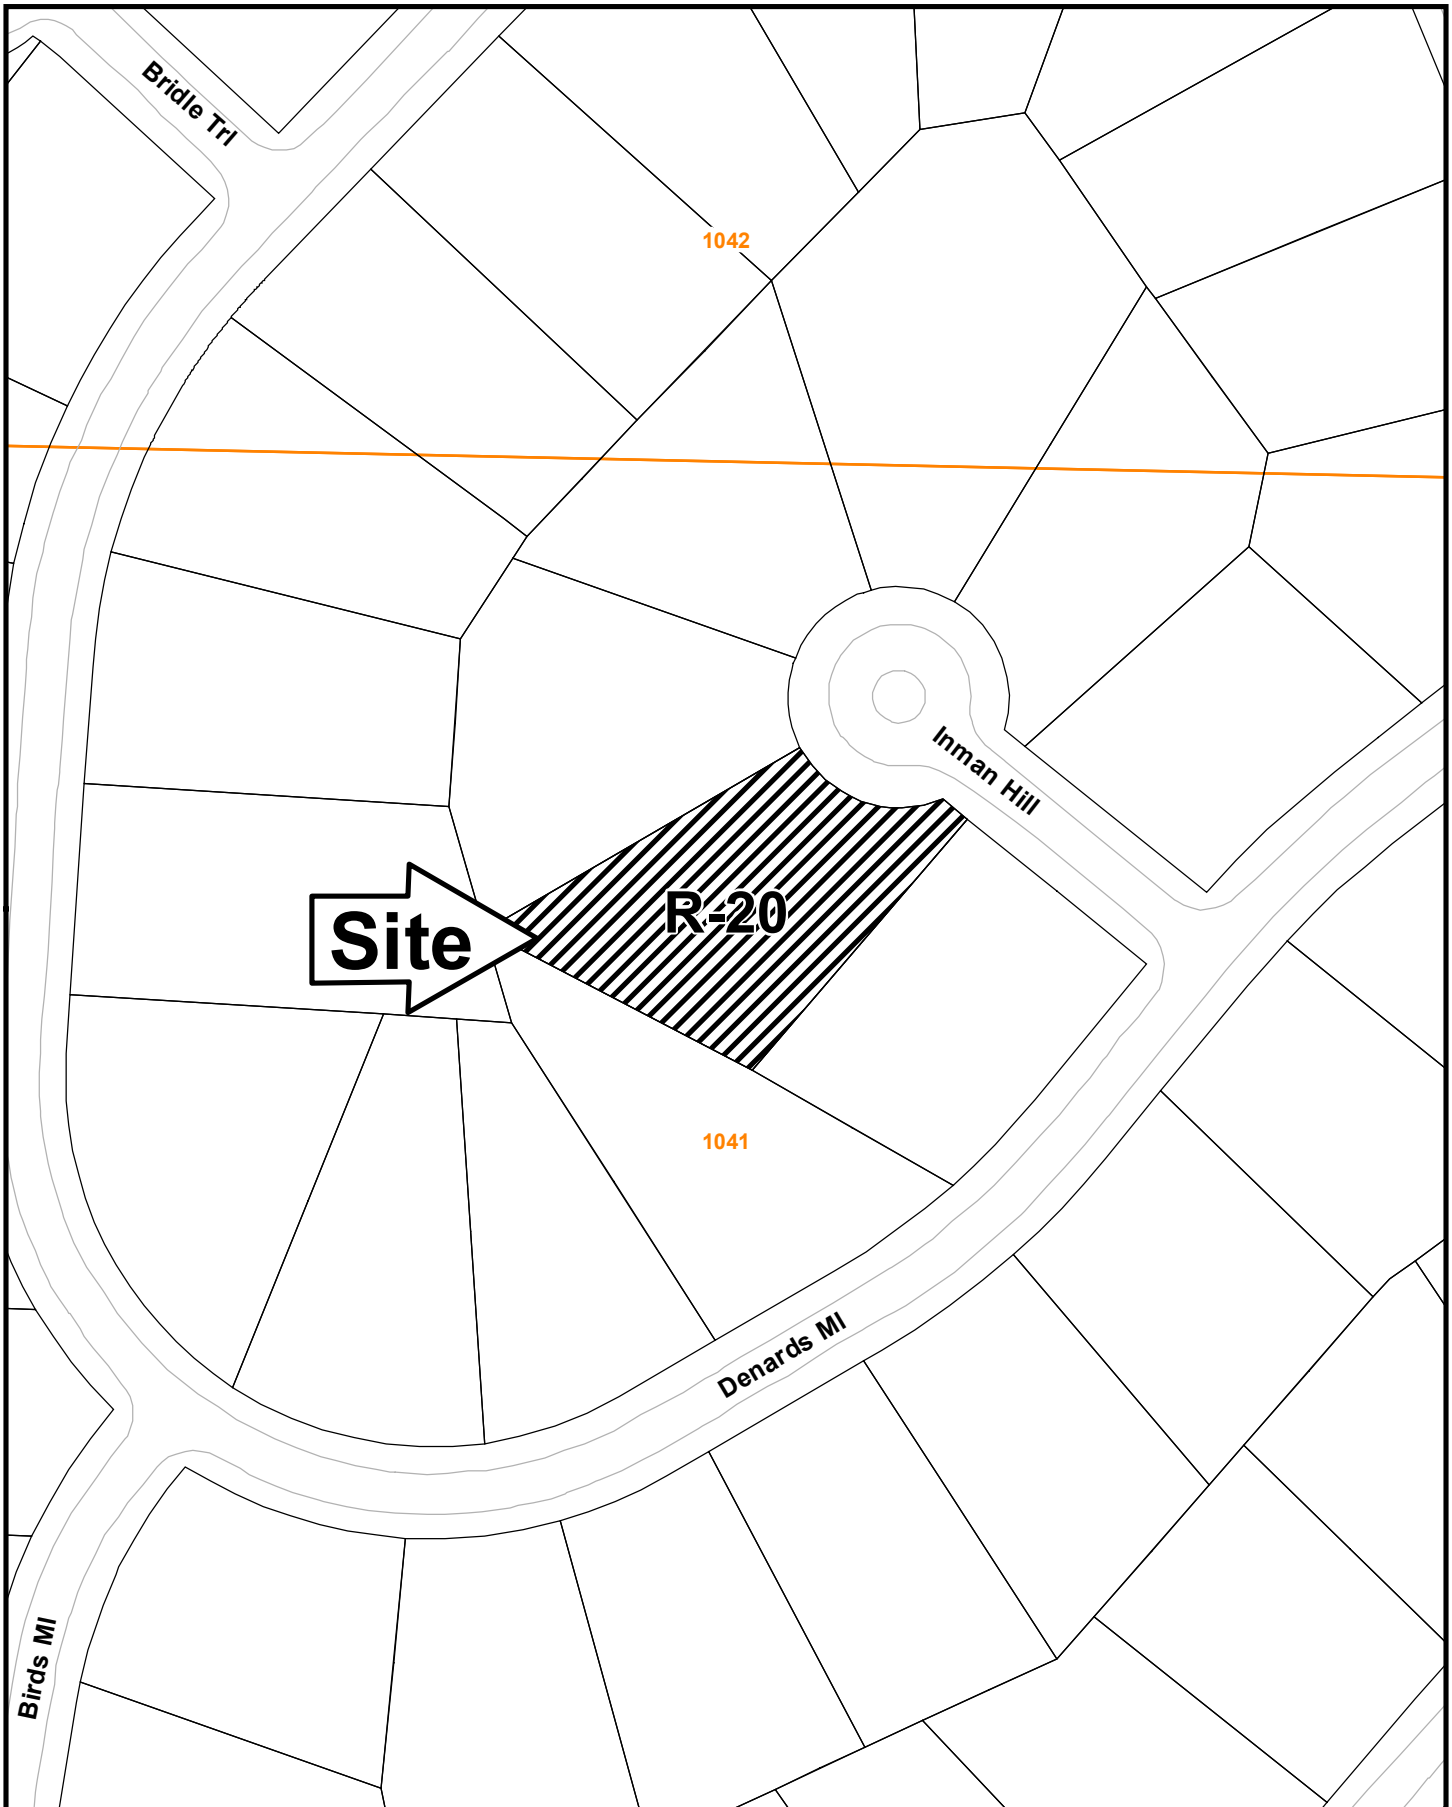 Bridle Trl
1042
Inman Hill
R-20
Site
1041
Denards Ml
Birds Ml